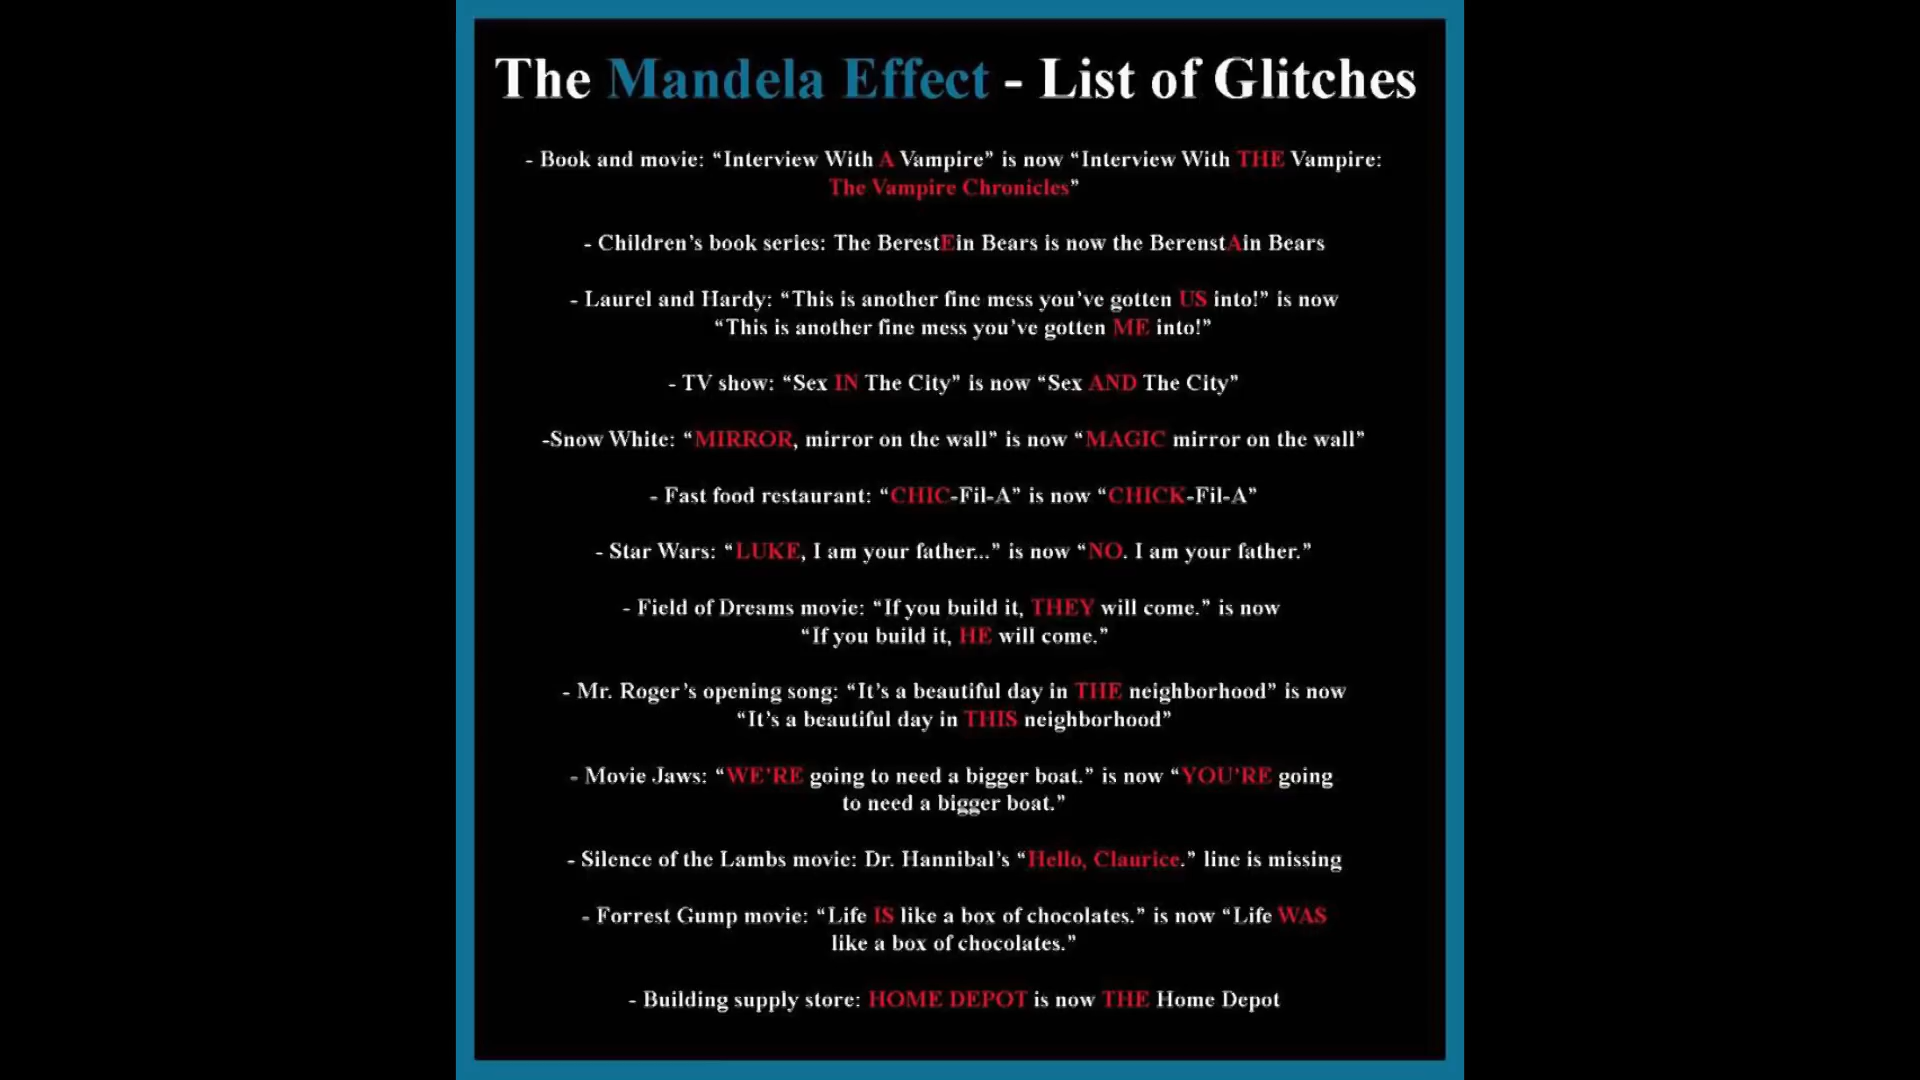 The Mandela Effect - List of Glitches
- Book and movie: “Interview With A Vampire” is now “Interview With THE Vampire:
The Vampire Chronicles”
- Children’s book series: The BerestEin Bears is now the BerenstAin Bears
- Laurel and Hardy: “This is another fine mess you’ve gotten US into!” is now
“This is another fine mess you’ve gotten ME into!”
- TV show: “Sex IN The City” is now “Sex AND The City”
-Snow White: “MIRROR, mirror on the wall” is now “MAGIC mirror on the wall”
- Fast food restaurant: “CHIC-Fil-A” is now “CHICK-Fil-A”
- Star Wars: “LUKE, I am your father...” is now “NO. I am your father.”
- Field of Dreams movie: “If you build it, THEY will come.” is now
“If you build it, HE will come.”
- Mr. Roger’s opening song: “It’s a beautiful day in THE neighborhood” is now
“It’s a beautiful day in THIS neighborhood”
- Movie Jaws: “WE’RE going to need a bigger boat.” is now “YOU’RE going
to need a bigger boat.”
- Silence of the Lambs movie: Dr. Hannibal’s “Hello, Claurice.” line is missing
- Forrest Gump movie: “Life IS like a box of chocolates.” is now “Life WAS
like a box of chocolates.”
- Building supply store: HOME DEPOT is now THE Home Depot